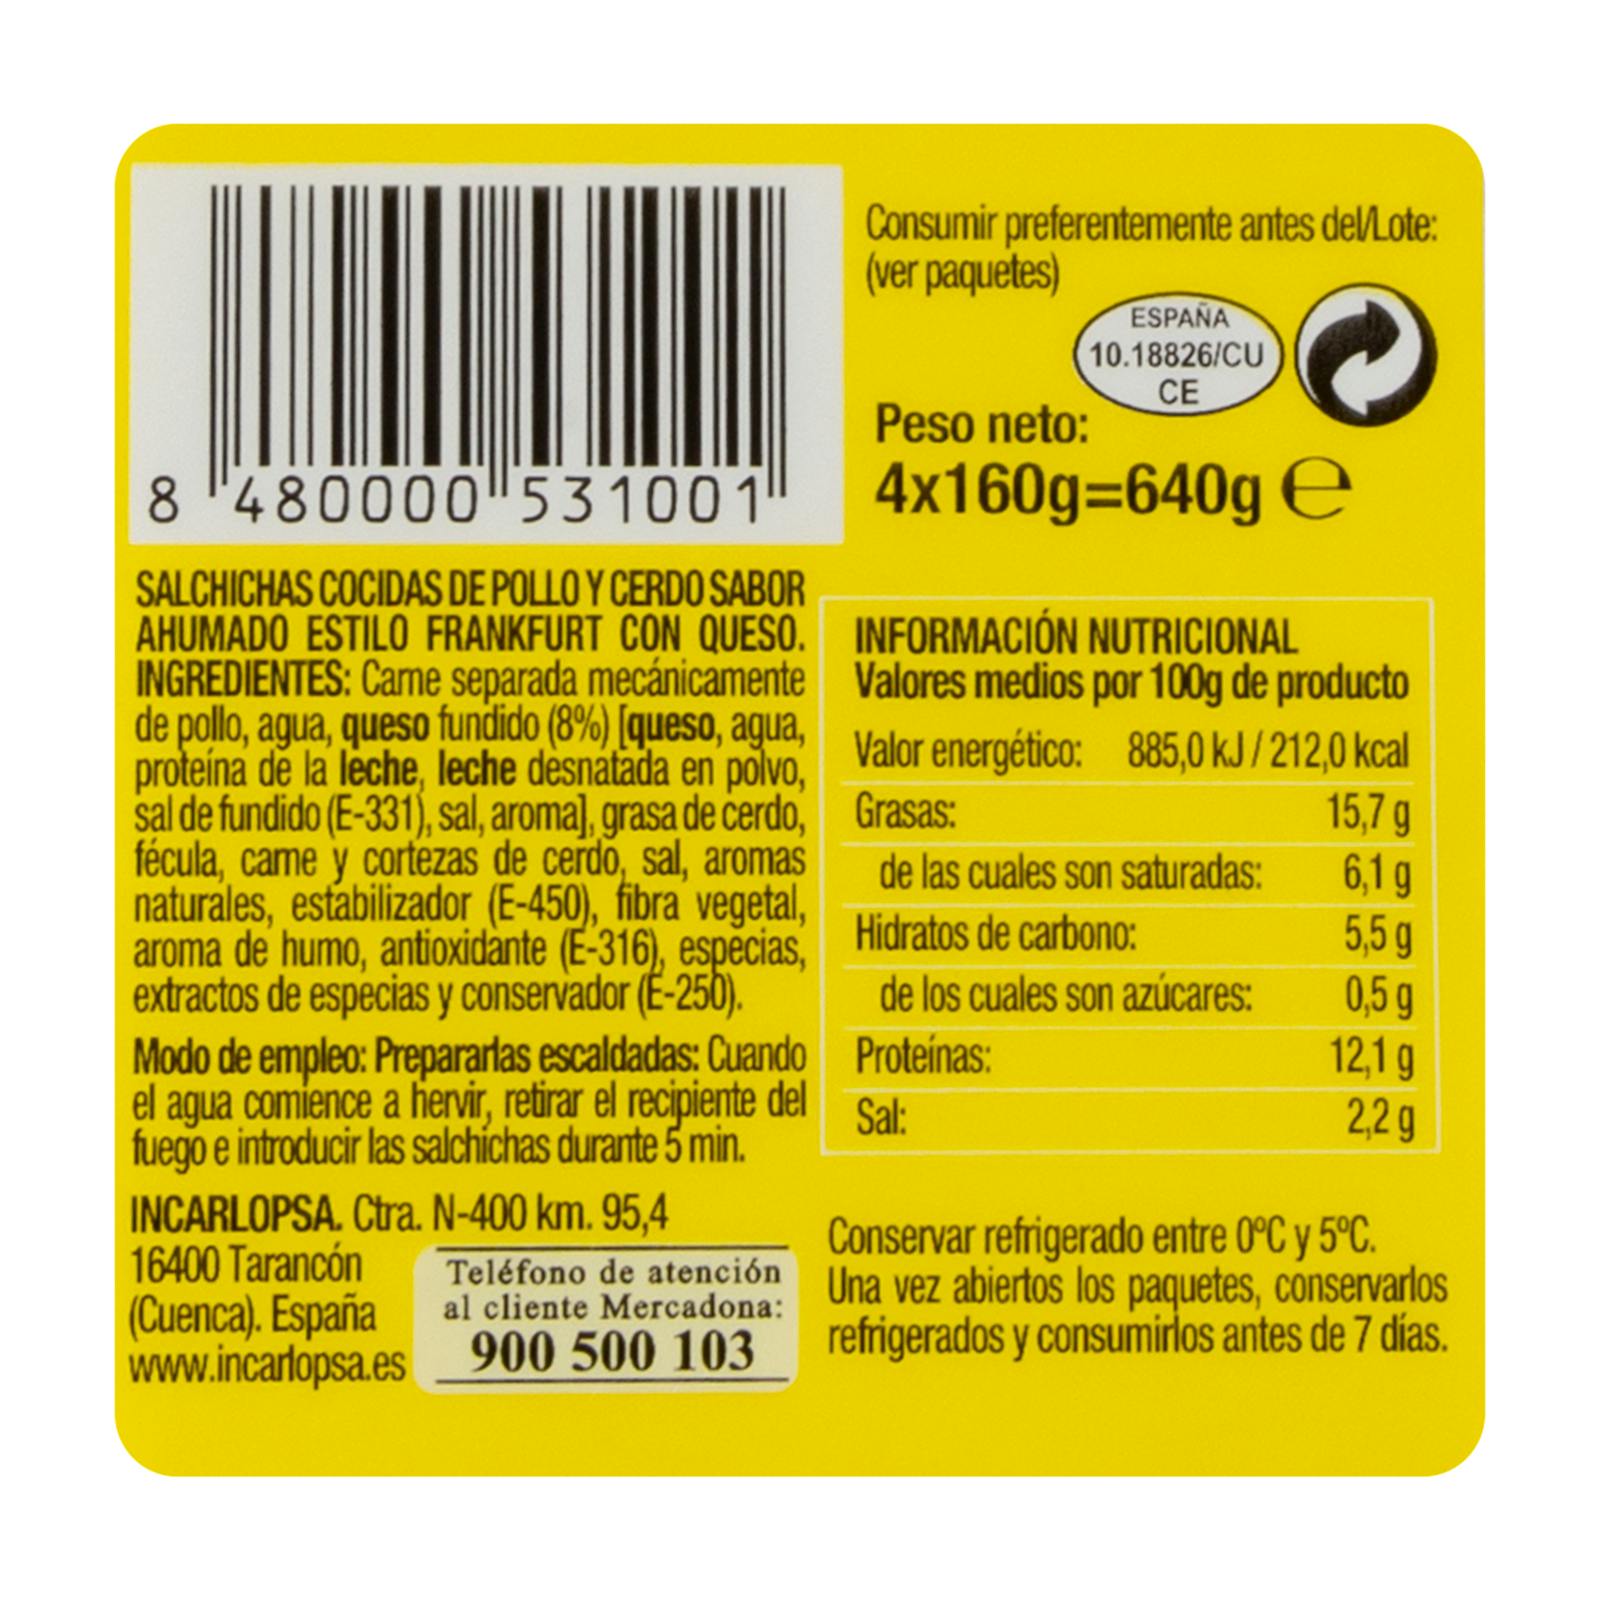 8 480000 531001
Consumir preferentemente antes del/Lote:
(ver paquetes)
ESPAÑA
10.18826/CU
CE
Peso neto:
4x160g=640g ℮
SALCHICHAS COCIDAS DE POLLO Y CERDO SABOR
AHUMADO ESTILO FRANKFURT CON QUESO.
INGREDIENTES: Carne separada mecánicamente
de pollo, agua, queso fundido (8%) [queso, agua,
proteína de la leche, leche desnatada en polvo,
sal de fundido (E-331), sal, aroma], grasa de cerdo,
fécula, carne y cortezas de cerdo, sal, aromas
naturales, estabilizador (E-450), fibra vegetal,
aroma de humo, antioxidante (E-316), especias,
extractos de especias y conservador (E-250).
Modo de empleo: Prepararlas escaldadas: Cuando
el agua comience a hervir, retirar el recipiente del
fuego e introducir las salchichas durante 5 min.
INCARLOPSA. Ctra. N-400 km. 95,4
16400 Tarancón
(Cuenca). España
www.incarlopsa.es
Teléfono de atención
al cliente Mercadona:
900 500 103
INFORMACIÓN NUTRICIONAL
Valores medios por 100g de producto
Valor energético: 885,0 kJ / 212,0 kcal
Grasas: 15,7 g
de las cuales son saturadas: 6,1 g
Hidratos de carbono: 5,5 g
de los cuales son azúcares: 0,5 g
Proteínas: 12,1 g
Sal: 2,2 g
Conservar refrigerado entre 0ºC y 5ºC.
Una vez abiertos los paquetes, conservarlos
refrigerados y consumirlos antes de 7 días.